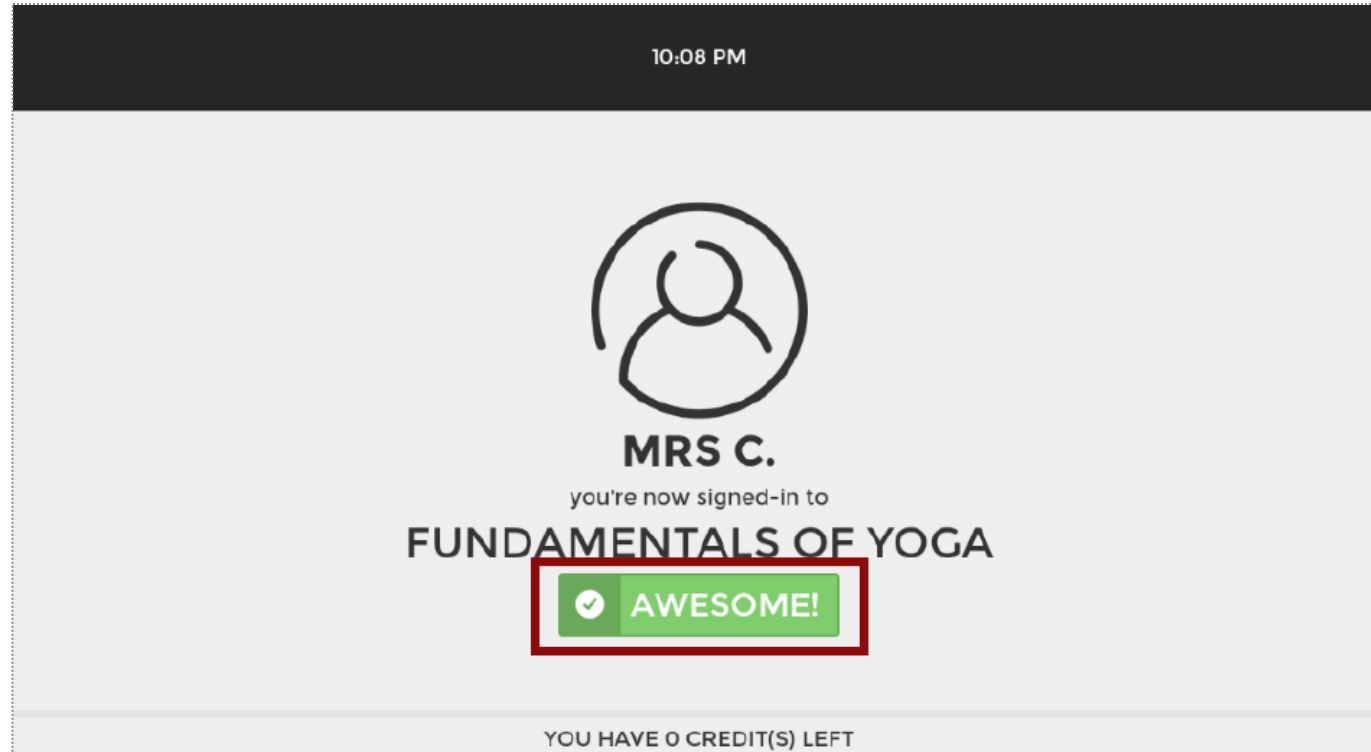 10:08 PM
MRS C.
you're now signed-in to
FUNDAMENTALS OF YOGA
AWESOME!
YOU HAVE 0 CREDIT(S) LEFT